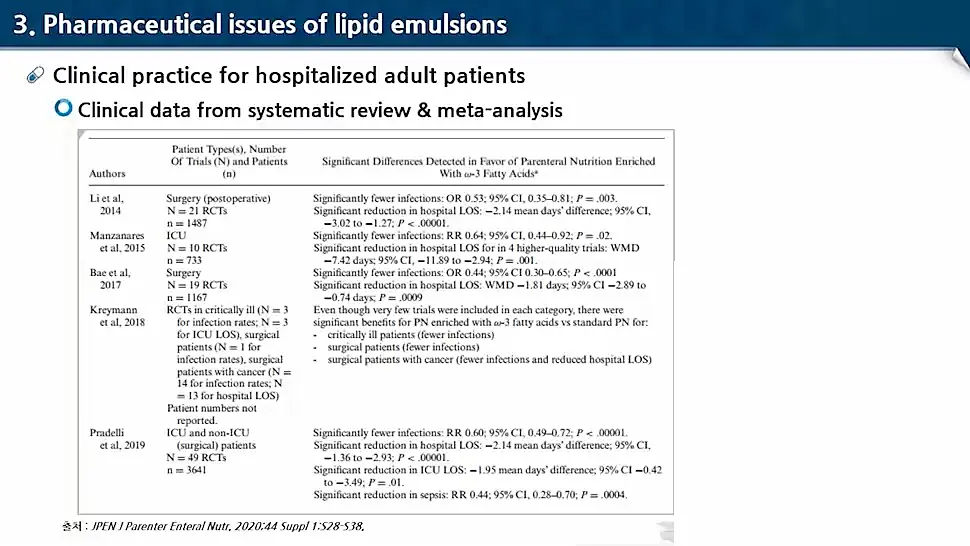 3. Pharmaceutical issues of lipid emulsions
Clinical practice for hospitalized adult patients
Clinical data from systematic review & meta-analysis
Patient Types(s), Number
Of Trials (N) and Patients
(n)
Significant Differences Detected in Favor of Parenteral Nutrition Enriched
With ω-3 Fatty Acidsª
Authors
Li et al,
2014
Surgery (postoperative)
N = 21 RCTs
n = 1487
Significantly fewer infections: OR 0.53; 95% CI, 0.35–0.81; P = .003.
Significant reduction in hospital LOS: −2.14 mean days' difference; 95% CI,
−3.02 to −1.27; P < .00001.
Manzanares
et al, 2015
ICU
N = 10 RCTs
n = 733
Significantly fewer infections: RR 0.64; 95% CI, 0.44–0.92; P = .02.
Significant reduction in hospital LOS for in 4 higher-quality trials: WMD
−7.42 days; 95% CI, −11.89 to −2.94; P = .001.
Bae et al,
2017
Surgery
N = 19 RCTs
n = 1167
Significantly fewer infections: OR 0.44; 95% CI 0.30–0.65; P < .0001
Significant reduction in hospital LOS: WMD −1.81 days; 95% CI −2.89 to
−0.74 days; P = .0009
Kreymann
et al, 2018
RCTs in critically ill (N = 3
for infection rates; N = 3
for ICU LOS), surgical
patients (N = 1 for
infection rates), surgical
patients with cancer (N =
14 for infection rates; N
= 13 for hospital LOS)
Patient numbers not
reported.
Even though very few trials were included in each category, there were
significant benefits for PN enriched with ω-3 fatty acids vs standard PN for:
- critically ill patients (fewer infections)
- surgical patients (fewer infections)
- surgical patients with cancer (fewer infections and reduced hospital LOS)
Pradelli
et al, 2019
ICU and non-ICU
(surgical) patients
N = 49 RCTs
n = 3641
Significantly fewer infections: RR 0.60; 95% CI, 0.49–0.72; P < .00001.
Significant reduction in hospital LOS: −2.14 mean days' difference; 95% CI,
−1.36 to −2.93; P < .00001.
Significant reduction in ICU LOS: −1.95 mean days' difference; 95% CI −0.42
to −3.49; P = .01.
Significant reduction in sepsis: RR 0.44; 95% CI, 0.28–0.70; P = .0004.
출처 : JPEN J Parenter Enteral Nutr, 2020;44 Suppl 1:S28-S38.